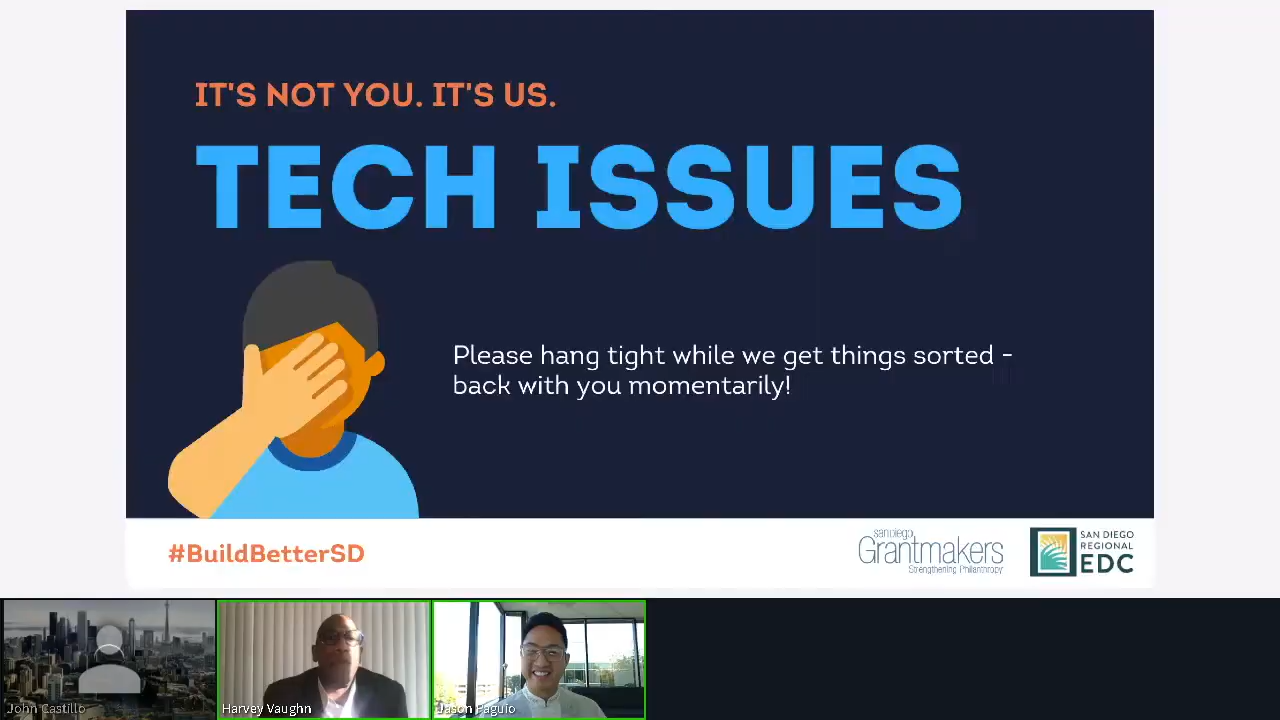 IT'S NOT YOU. IT'S US.
TECH ISSUES
Please hang tight while we get things sorted -
back with you momentarily!
#BuildBetterSD
san diego
Grantmakers
Strengthening Philanthropy
SAN DIEGO
REGIONAL
EDC
John Castillo
Harvey Vaughn
Jason Paguio